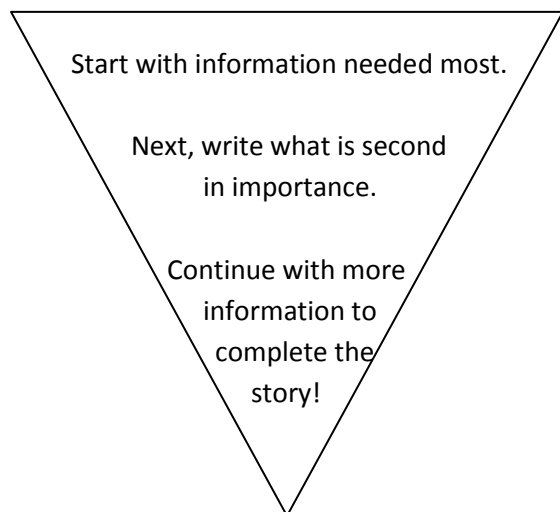 Start with information needed most.
Next, write what is second
in importance.
Continue with more
information to
complete the
story!